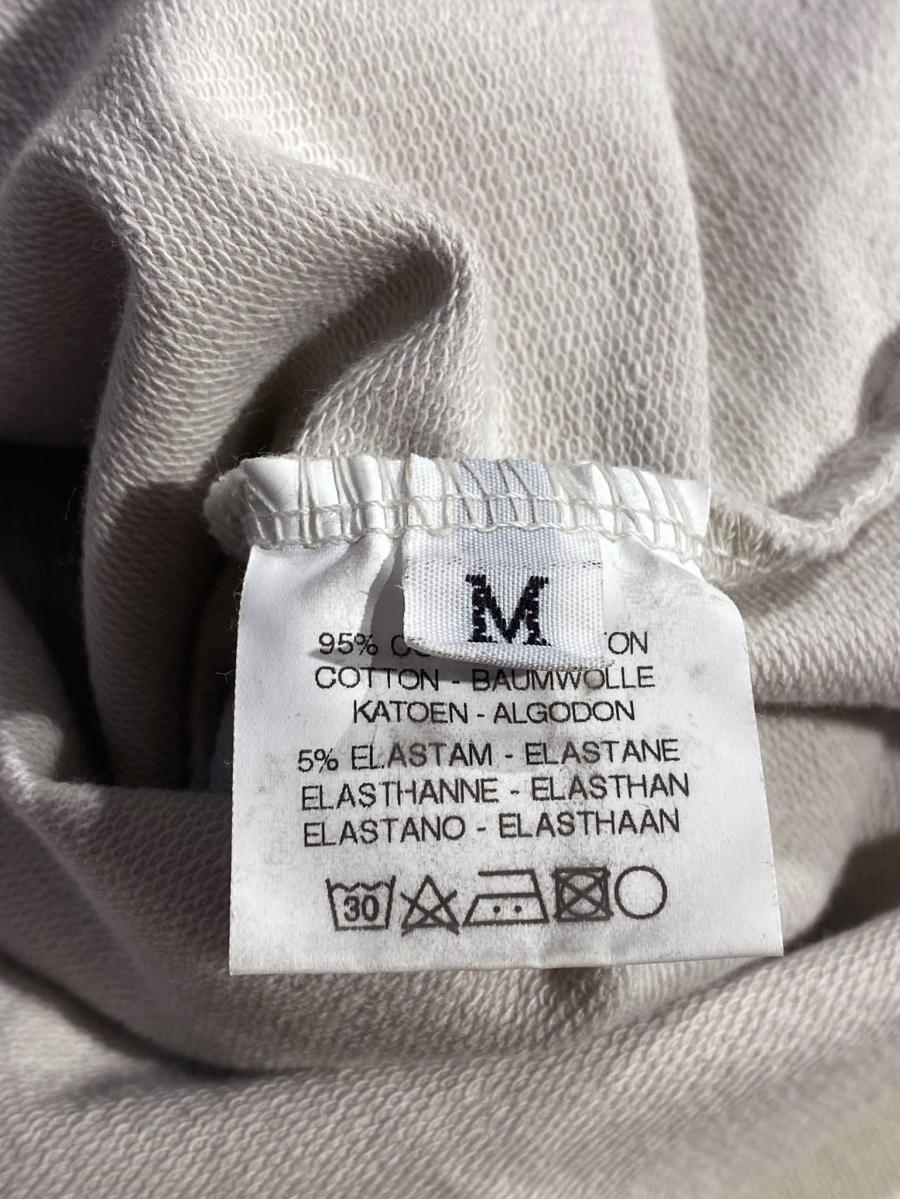 M
95%
COTTON - BAUMWOLLE
KATOEN - ALGODON
5% ELASTAM - ELASTANE
ELASTHANNE - ELASTHAN
ELASTANO - ELASTHAAN
30